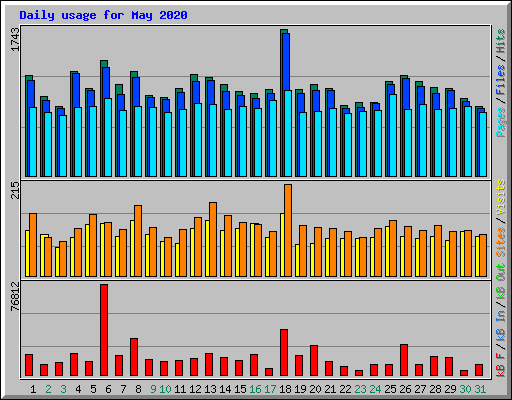 Daily usage for May 2020
1743
Pages / Files / Hits
215
Sites / Visits
76812
kB F / kB In / kB Out
1 2 3 4 5 6 7 8 9 10 11 12 13 14 15 16 17 18 19 20 21 22 23 24 25 26 27 28 29 30 31